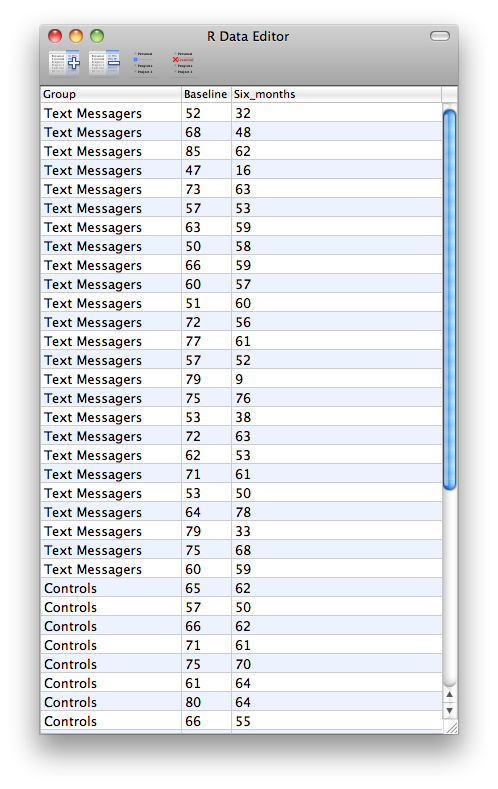 R Data Editor
Group Baseline Six_months
Text Messagers 52 32
Text Messagers 68 48
Text Messagers 85 62
Text Messagers 47 16
Text Messagers 73 63
Text Messagers 57 53
Text Messagers 63 59
Text Messagers 50 58
Text Messagers 66 59
Text Messagers 60 57
Text Messagers 51 60
Text Messagers 72 56
Text Messagers 77 61
Text Messagers 57 52
Text Messagers 79 9
Text Messagers 75 76
Text Messagers 53 38
Text Messagers 72 63
Text Messagers 62 53
Text Messagers 71 61
Text Messagers 53 50
Text Messagers 64 78
Text Messagers 79 33
Text Messagers 75 68
Text Messagers 60 59
Controls 65 62
Controls 57 50
Controls 66 62
Controls 71 61
Controls 75 70
Controls 61 64
Controls 80 64
Controls 66 55